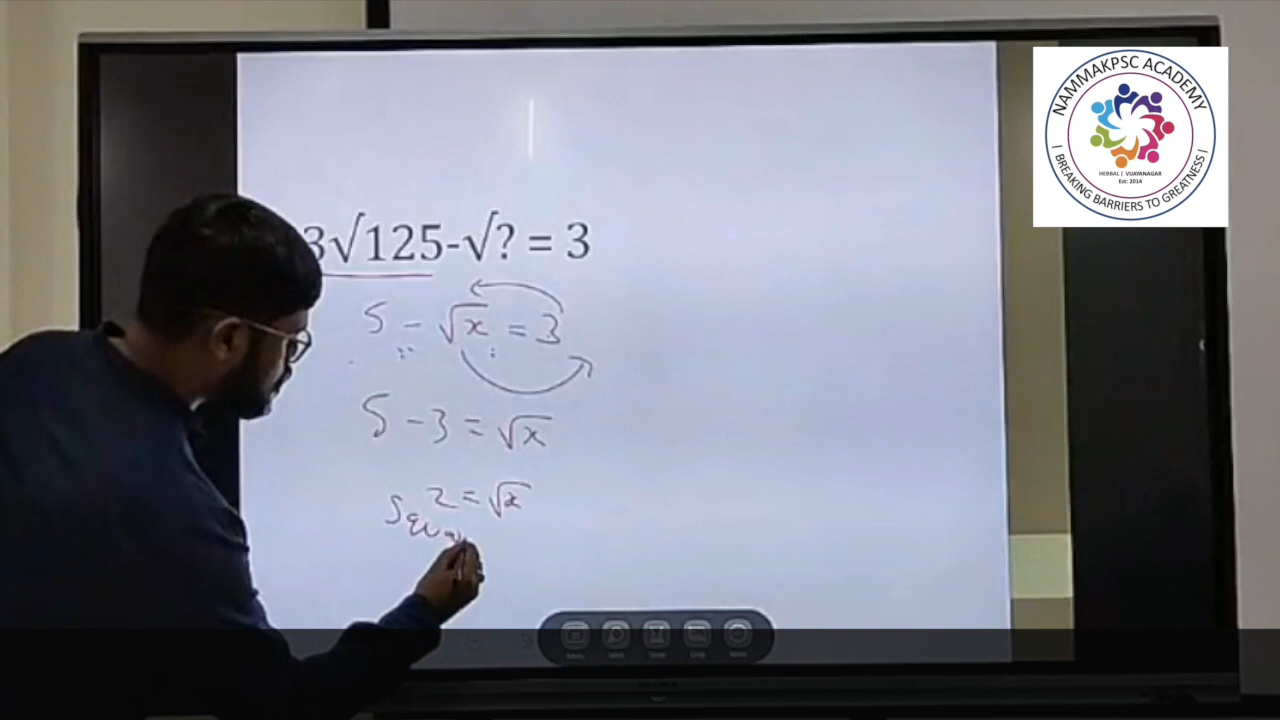 3√125-√? = 3
5 - √x = 3
5 - 3 = √x
2 = √x
NAMMAKPSC ACADEMY
HEBBAL | VIJAYANAGAR
Est: 2014
| BREAKING BARRIERS TO GREATNESS |